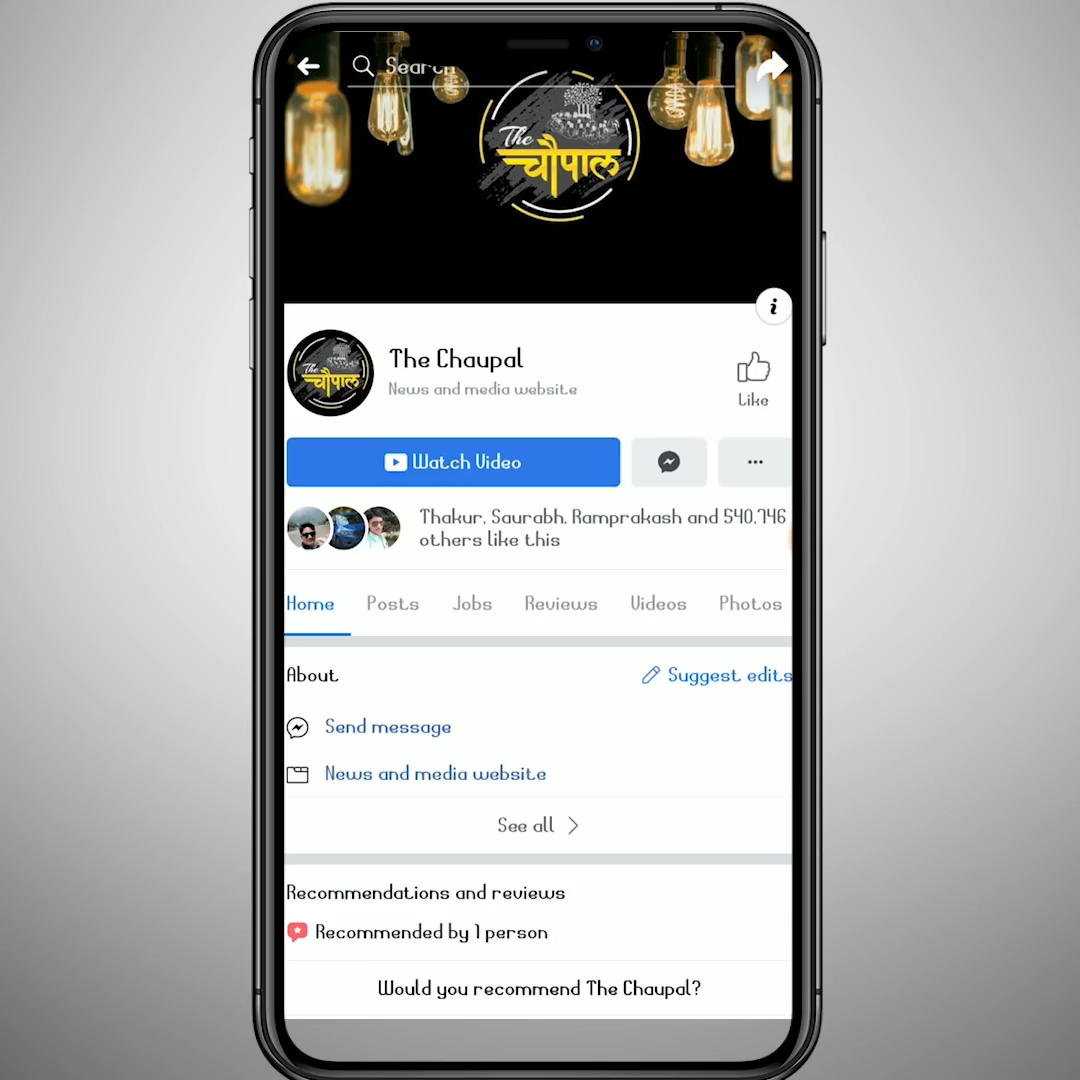 Search
The
चौपाल
The
चौपाल
The Chaupal
News and media website
Like
Watch Video
Thakur, Saurabh, Ramprakash and 540,746
others like this
Home Posts Jobs Reviews Videos Photos
About
Suggest edits
Send message
News and media website
See all
Recommendations and reviews
Recommended by 1 person
Would you recommend The Chaupal?